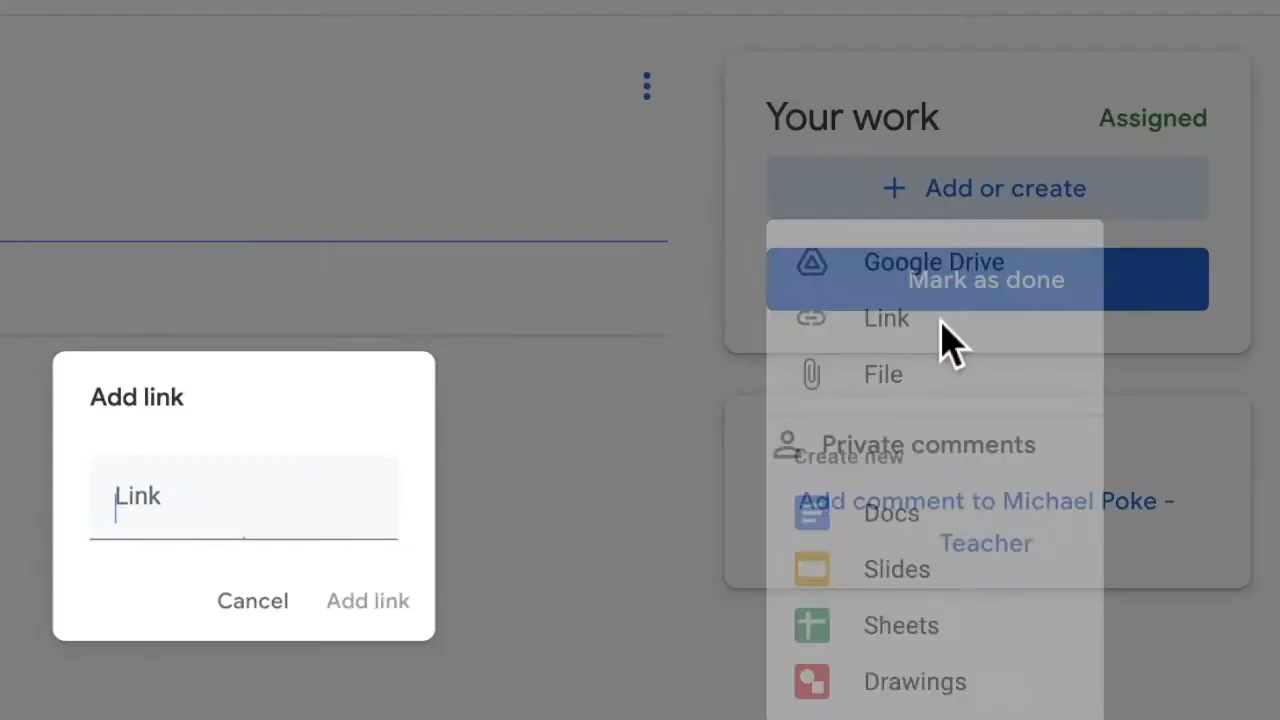 Your work
Assigned
+ Add or create
Google Drive
Mark as done
Link
File
Private comments
Create new
Add comment to Michael Poke -
Teacher
Docs
Slides
Sheets
Drawings
Add link
Link
Cancel
Add link